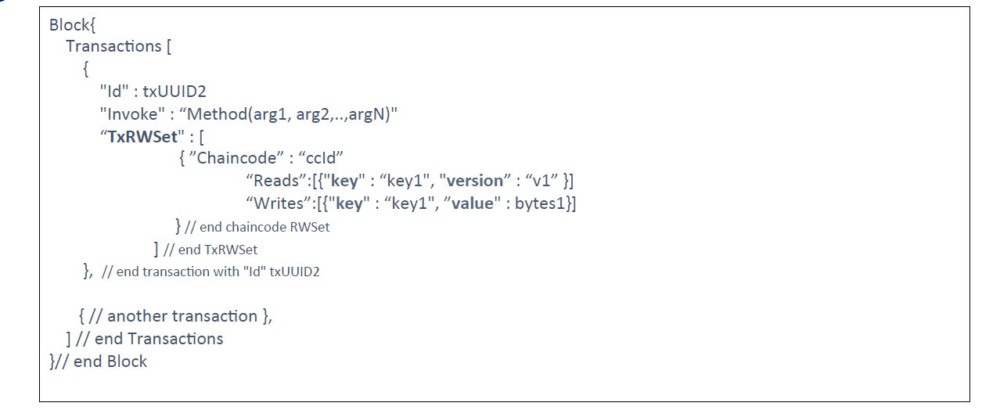 Block{
Transactions [
{
"Id" : txUUID2
"Invoke" : “Method(arg1, arg2,..,argN)"
“TxRWSet" : [
{ ”Chaincode” : “ccId”
“Reads”:[{"key" : “key1", "version” : “v1” }]
“Writes”:[{"key" : “key1", ”value" : bytes1}]
} // end chaincode RWSet
] // end TxRWSet
}, // end transaction with "Id" txUUID2
{ // another transaction },
] // end Transactions
}// end Block